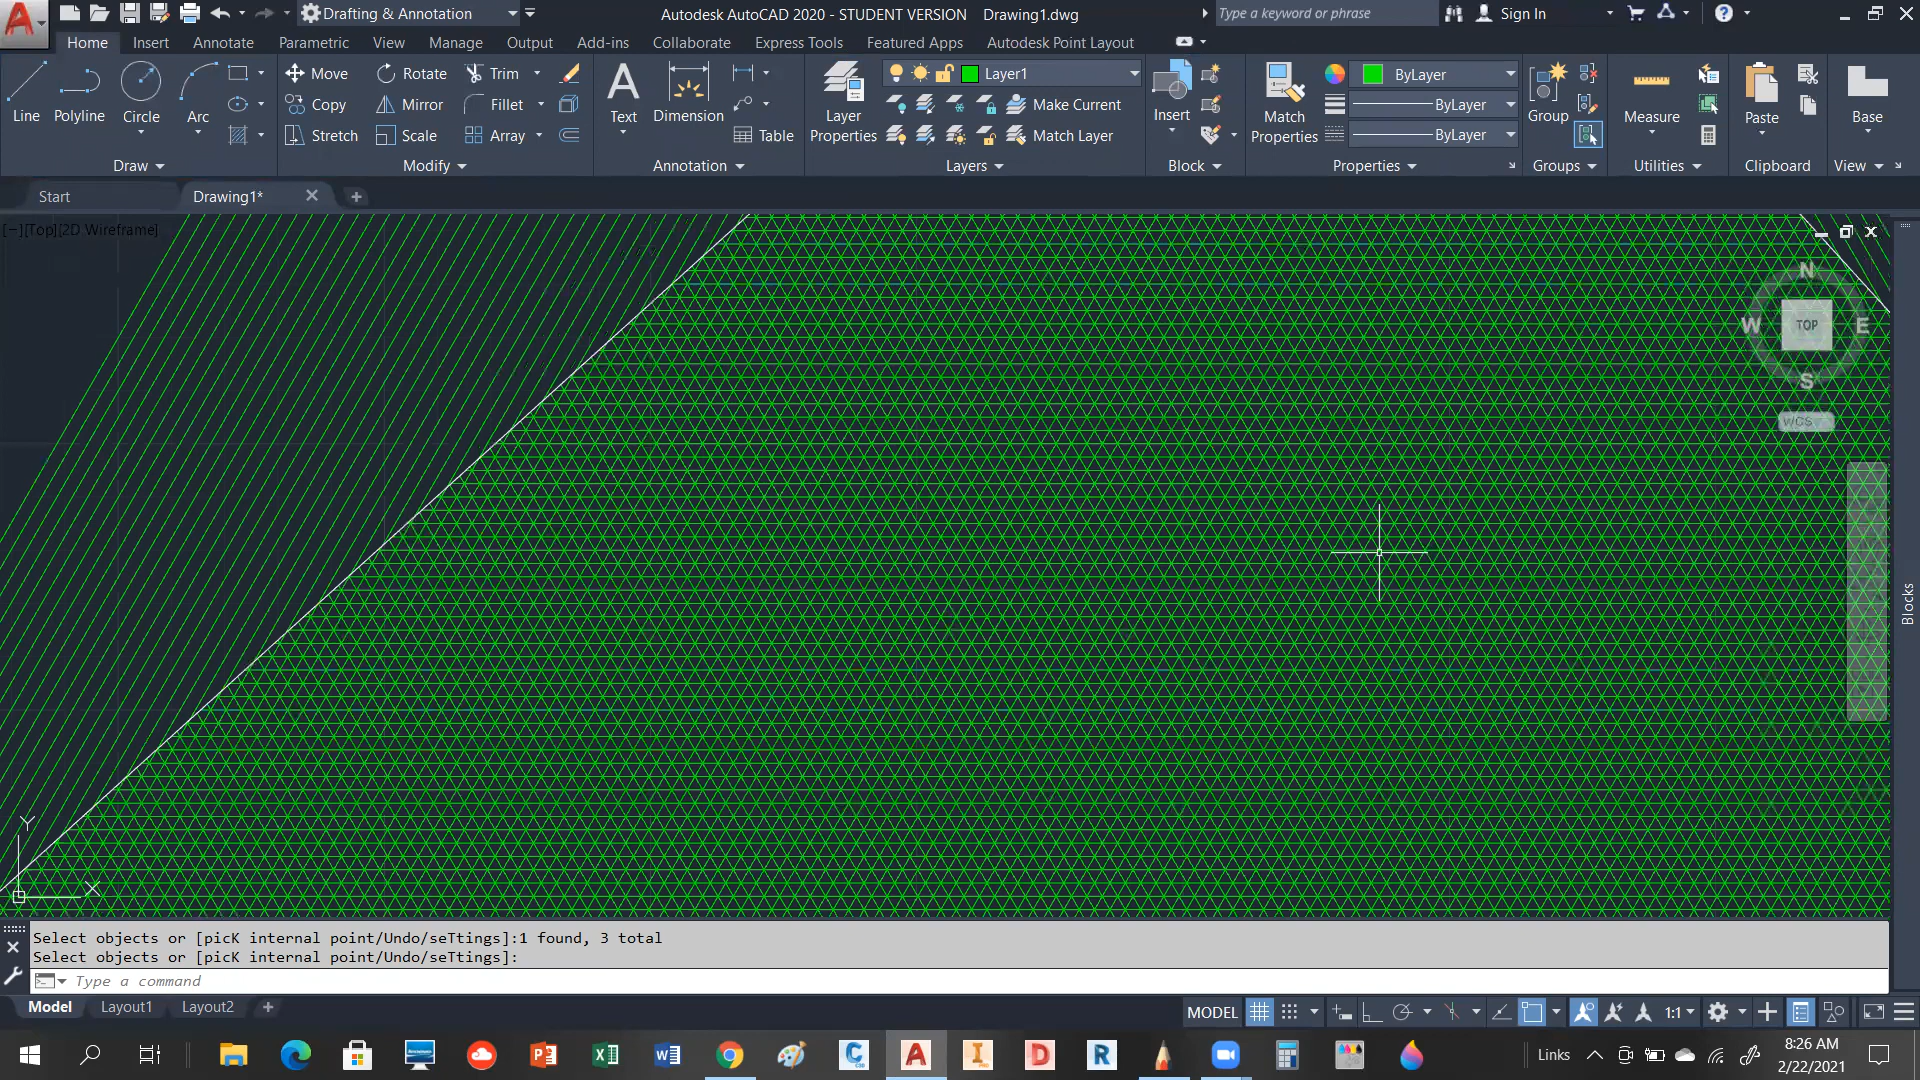 Drafting & Annotation
Autodesk AutoCAD 2020 - STUDENT VERSION Drawing1.dwg
Type a keyword or phrase
Sign In
Home Insert Annotate Parametric View Manage Output Add-ins Collaborate Express Tools Featured Apps Autodesk Point Layout
Line Polyline Circle Arc
Move Rotate Trim
Copy Mirror Fillet
Stretch Scale Array
Text Dimension Table
Layer Properties
Layer1
Make Current
Match Layer
Insert
Match Properties
ByLayer
ByLayer
ByLayer
Group Measure Paste Base
Draw Modify Annotation Layers Block Properties Groups Utilities Clipboard View
Start Drawing1*
[−][Top][2D Wireframe]
N
W TOP E
S
WCS
Blocks
Y
X
Select objects or [picK internal point/Undo/seTtings]:1 found, 3 total
Select objects or [picK internal point/Undo/seTtings]:
Type a command
Model Layout1 Layout2
MODEL 1:1
Links
8:26 AM
2/22/2021